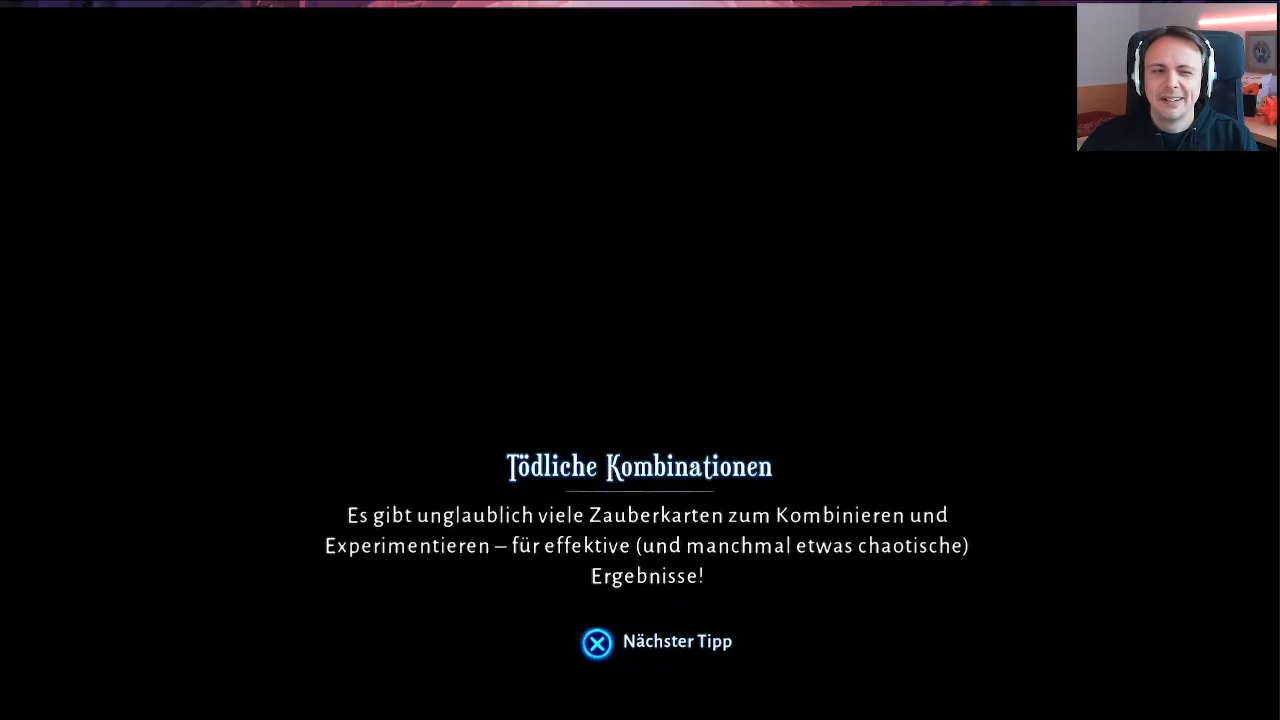 Tödliche Kombinationen
Es gibt unglaublich viele Zauberkarten zum Kombinieren und
Experimentieren – für effektive (und manchmal etwas chaotische)
Ergebnisse!
Nächster Tipp